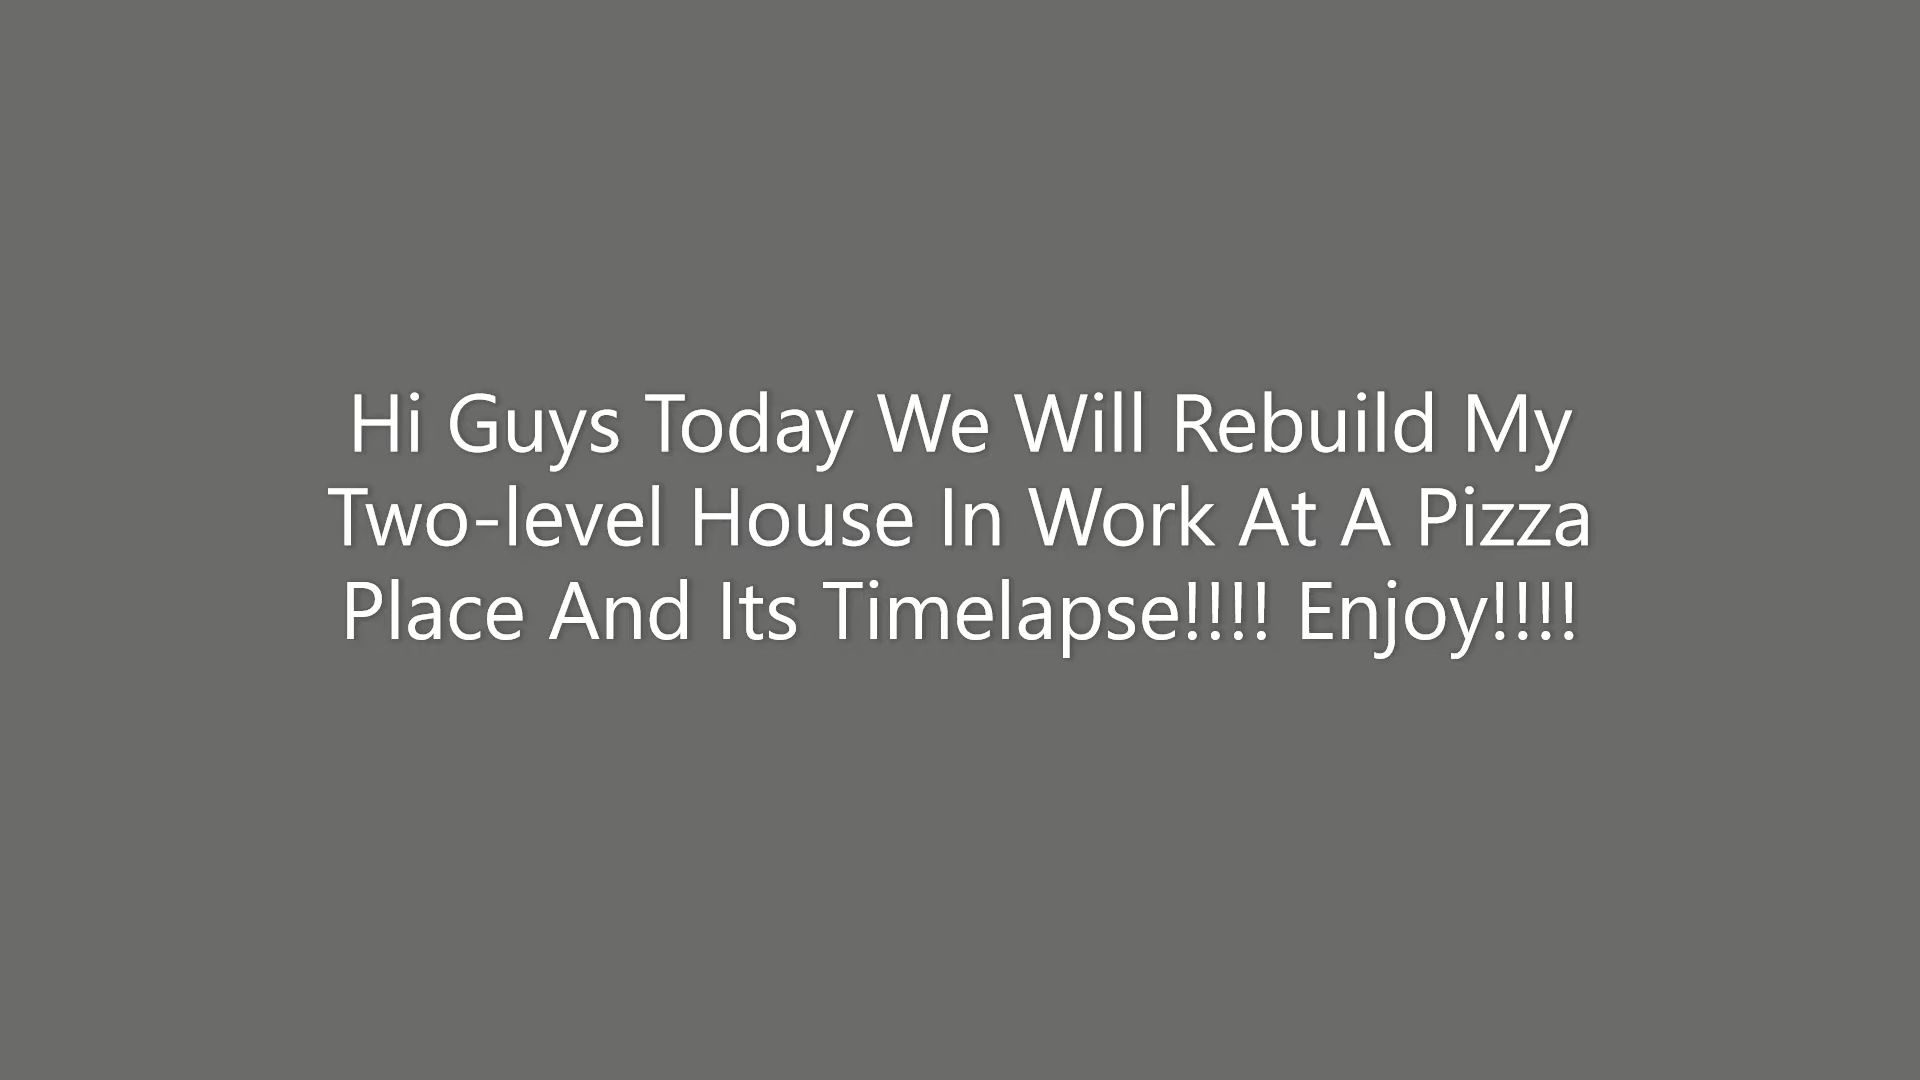 Hi Guys Today We Will Rebuild My
Two-level House In Work At A Pizza
Place And Its Timelapse!!!! Enjoy!!!!